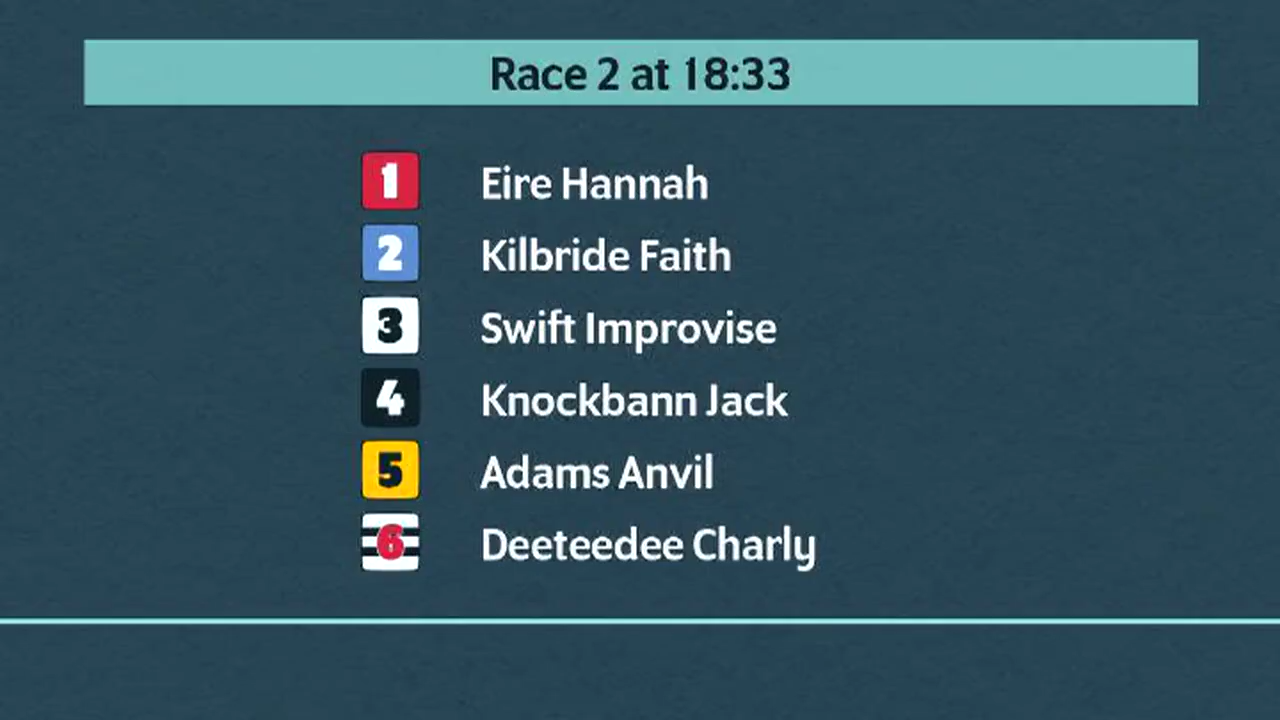 Race 2 at 18:33
1 Eire Hannah
2 Kilbride Faith
3 Swift Improvise
4 Knockbann Jack
5 Adams Anvil
6 Deeteedee Charly